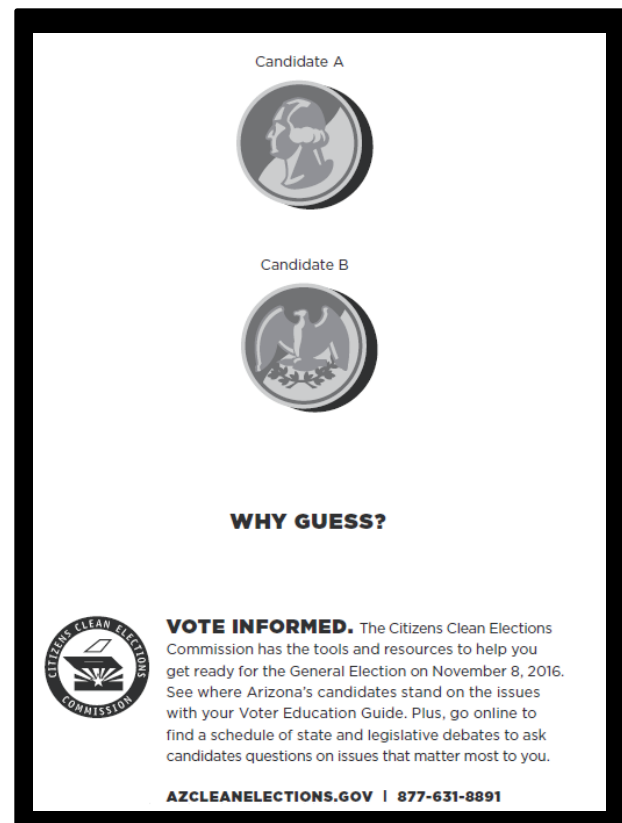 Candidate A
Candidate B
WHY GUESS?
CITIZENS CLEAN ELECTIONS
COMMISSION
VOTE INFORMED. The Citizens Clean Elections
Commission has the tools and resources to help you
get ready for the General Election on November 8, 2016.
See where Arizona's candidates stand on the issues
with your Voter Education Guide. Plus, go online to
find a schedule of state and legislative debates to ask
candidates questions on issues that matter most to you.
AZCLEANELECTIONS.GOV | 877-631-8891